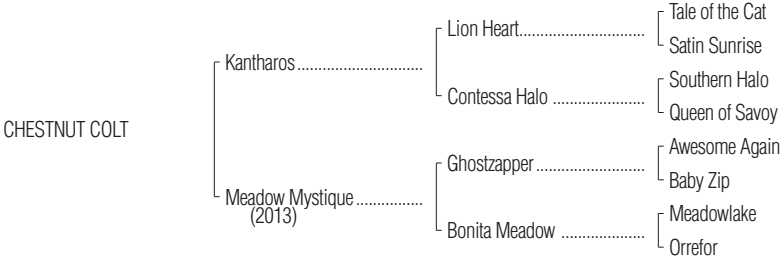 Tale of the Cat
Lion Heart..............................
Satin Sunrise
Kantharos..............................
Southern Halo
Contessa Halo ......................
Queen of Savoy
CHESTNUT COLT
Awesome Again
Ghostzapper..........................
Baby Zip
Meadow Mystique................
(2013)
Meadowlake
Bonita Meadow ....................
Orrefor